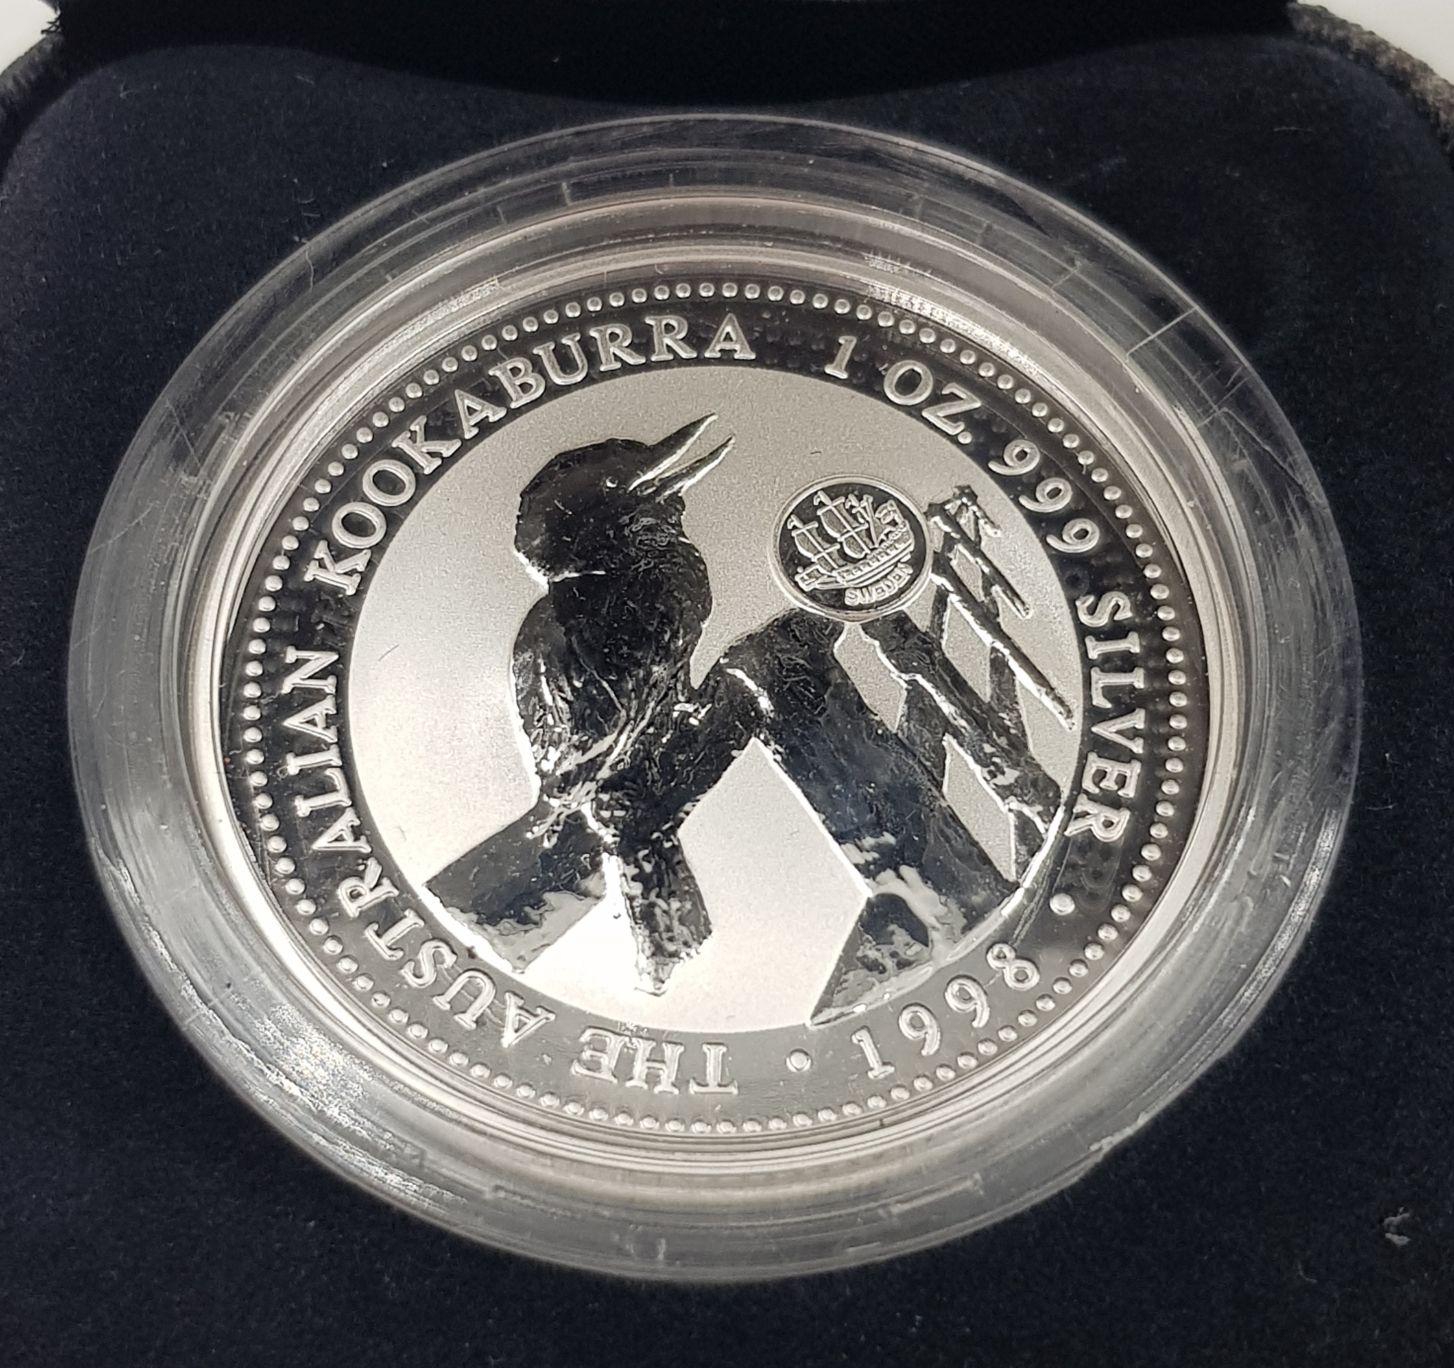 THE AUSTRALIAN KOOKABURRA 1 OZ. 999 SILVER • 1998 •
SWEDEN